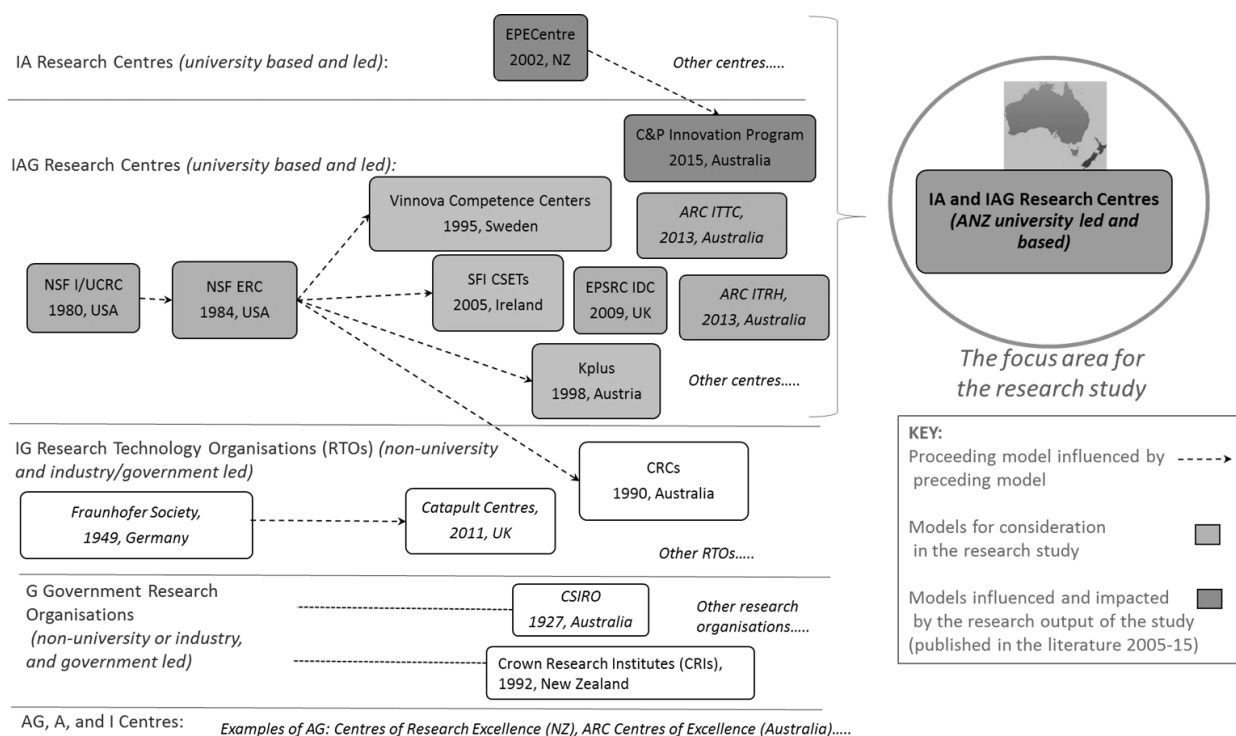 IA Research Centres (university based and led):
EPECentre
2002, NZ
Other centres.....
IAG Research Centres (university based and led):
C&P Innovation Program
2015, Australia
Vinnova Competence Centers
1995, Sweden
ARC ITTC,
2013, Australia
NSF I/UCRC
1980, USA
NSF ERC
1984, USA
SFI CSETs
2005, Ireland
EPSRC IDC
2009, UK
ARC ITRH,
2013, Australia
Kplus
1998, Austria
Other centres.....
IG Research Technology Organisations (RTOs) (non-university
and industry/government led)
CRCs
1990, Australia
Fraunhofer Society,
1949, Germany
Catapult Centres,
2011, UK
Other RTOs.....
G Government Research
Organisations
(non-university or industry,
and government led)
CSIRO
1927, Australia
Other research
organisations.....
Crown Research Institutes (CRIs),
1992, New Zealand
AG, A, and I Centres:
Examples of AG: Centres of Research Excellence (NZ), ARC Centres of Excellence (Australia).....
IA and IAG Research Centres
(ANZ university led and
based)
The focus area for
the research study
KEY:
Proceeding model influenced by
preceding model
Models for consideration
in the research study
Models influenced and impacted
by the research output of the study
(published in the literature 2005-15)